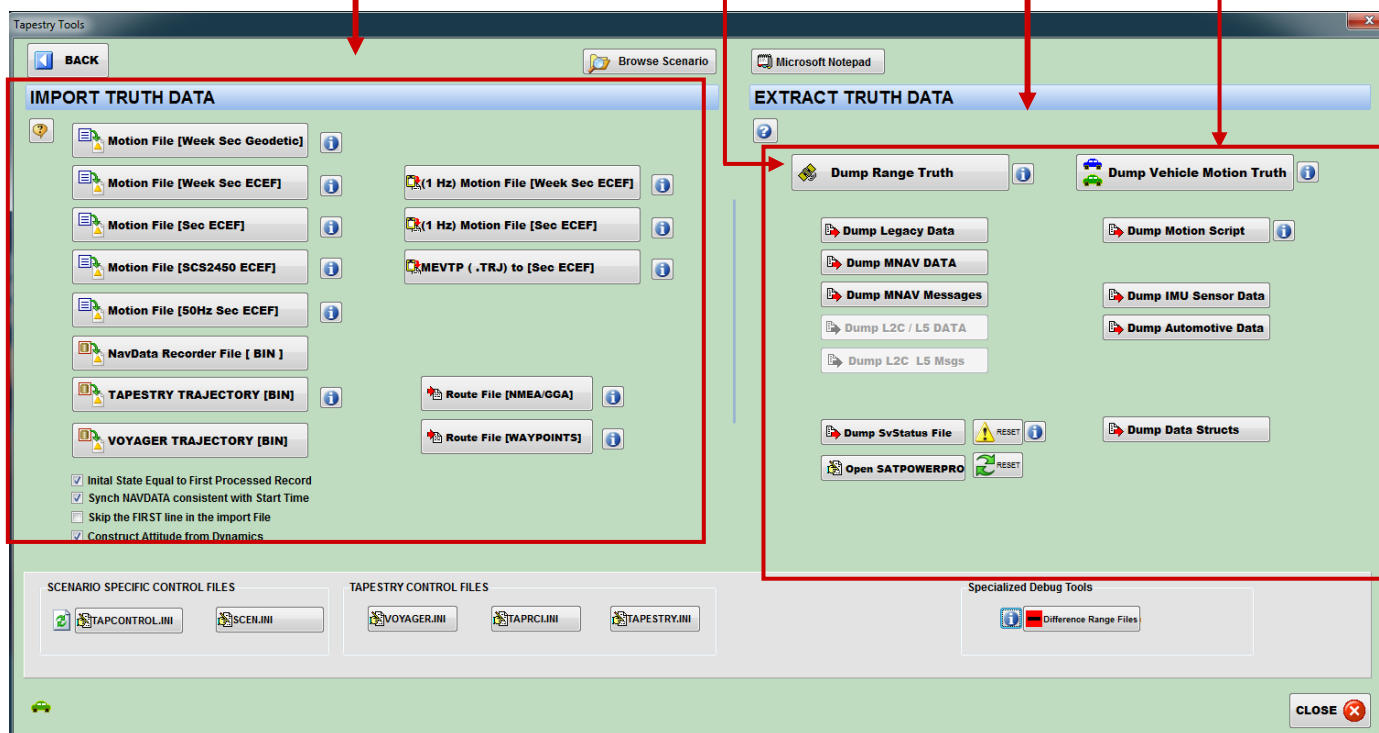 Tapestry Tools
BACK
Browse Scenario
Microsoft Notepad
IMPORT TRUTH DATA
Motion File [Week Sec Geodetic]
Motion File [Week Sec ECEF]
(1 Hz) Motion File [Week Sec ECEF]
Motion File [Sec ECEF]
(1 Hz) Motion File [Sec ECEF]
Motion File [SCS2450 ECEF]
MEVTP ( .TRJ) to [Sec ECEF]
Motion File [50Hz Sec ECEF]
NavData Recorder File [ BIN ]
TAPESTRY TRAJECTORY [BIN]
Route File [NMEA/GGA]
VOYAGER TRAJECTORY [BIN]
Route File [WAYPOINTS]
Inital State Equal to First Processed Record
Synch NAVDATA consistent with Start Time
Skip the FIRST line in the import File
Construct Attitude from Dynamics
EXTRACT TRUTH DATA
Dump Range Truth
Dump Vehicle Motion Truth
Dump Legacy Data
Dump Motion Script
Dump MNAV DATA
Dump MNAV Messages
Dump IMU Sensor Data
Dump L2C / L5 DATA
Dump Automotive Data
Dump L2C L5 Msgs
Dump SvStatus File
RESET
Dump Data Structs
Open SATPOWERPRO
RESET
SCENARIO SPECIFIC CONTROL FILES
TAPCONTROL.INI
SCEN.INI
TAPESTRY CONTROL FILES
VOYAGER.INI
TAPRCI.INI
TAPESTRY.INI
Specialized Debug Tools
Difference Range Files
CLOSE